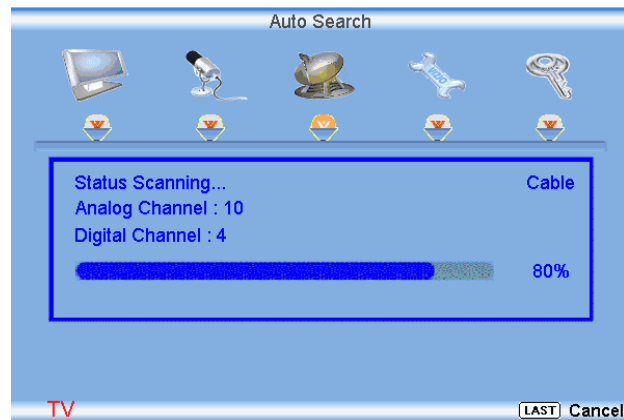 Auto Search
Status Scanning... Cable
Analog Channel : 10
Digital Channel : 4
80%
TV
LAST Cancel